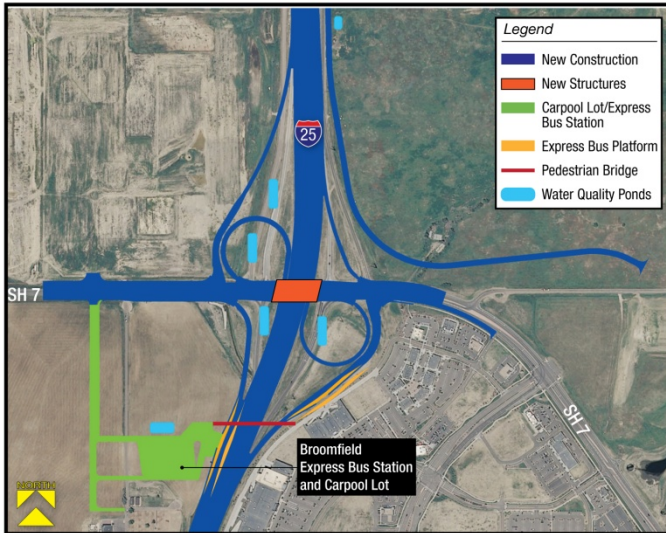 Legend
New Construction
New Structures
Carpool Lot/Express
Bus Station
Express Bus Platform
Pedestrian Bridge
Water Quality Ponds
25
SH 7
SH 7
Broomfield
Express Bus Station
and Carpool Lot
NORTH